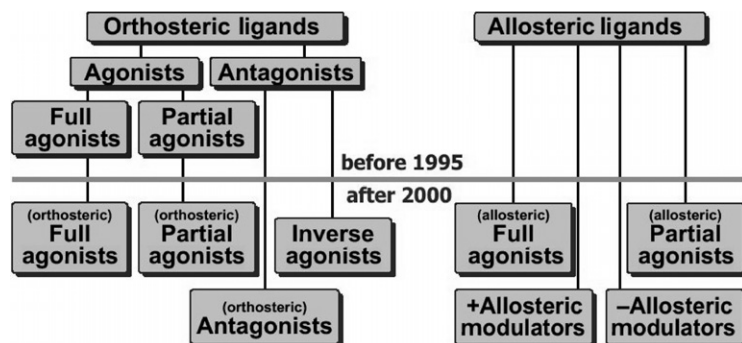 Orthosteric ligands
Allosteric ligands
Agonists
Antagonists
Full
agonists
Partial
agonists
before 1995
after 2000
(orthosteric)
Full
agonists
(orthosteric)
Partial
agonists
Inverse
agonists
(allosteric)
Full
agonists
(allosteric)
Partial
agonists
(orthosteric)
Antagonists
+Allosteric
modulators
–Allosteric
modulators